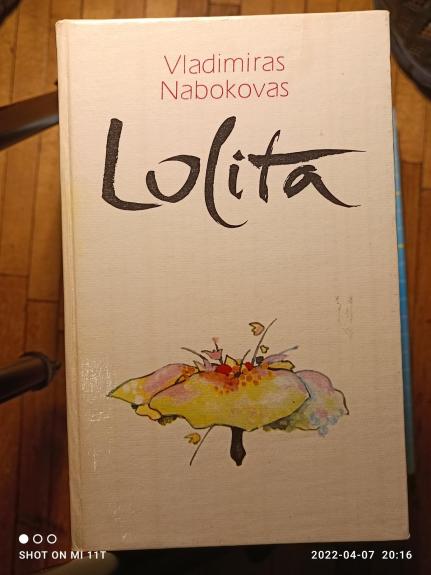 Vladimiras
Nabokovas
Lolita
SHOT ON MI 11T
2022-04-07 20:16